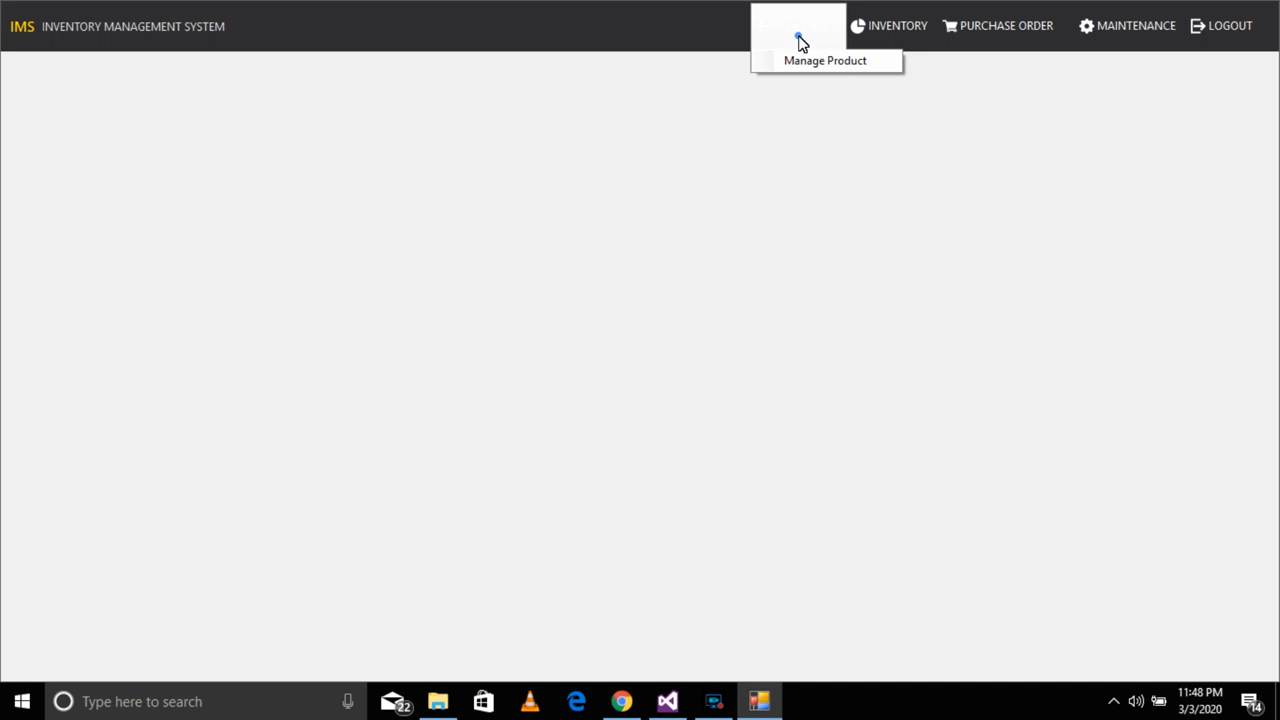 IMS INVENTORY MANAGEMENT SYSTEM
INVENTORY
PURCHASE ORDER
MAINTENANCE
LOGOUT
Manage Product
Type here to search
22
11:48 PM
3/3/2020
14